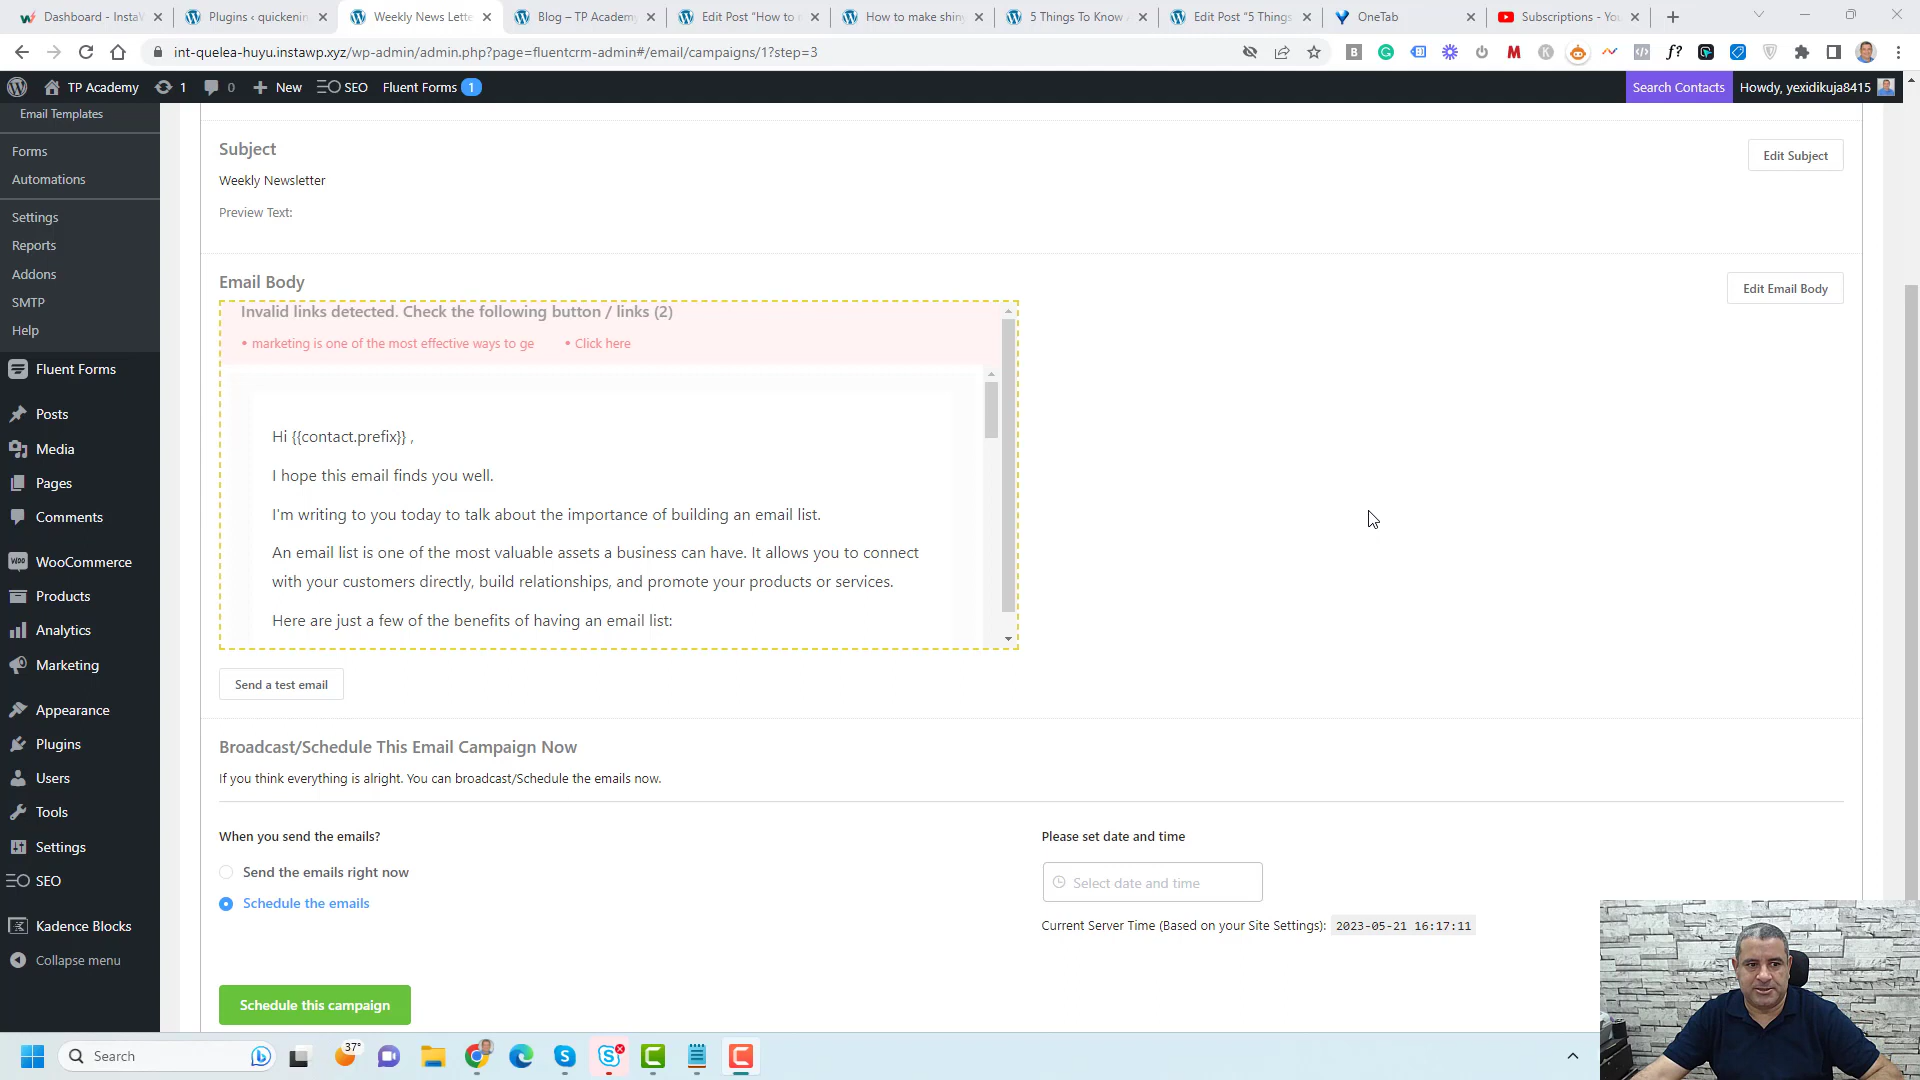 Dashboard - InstaW
Plugins ‹ quickenin
Weekly News Lette
Blog – TP Academy
Edit Post "How to m
How to make shiny
5 Things To Know A
Edit Post "5 Things
OneTab
Subscriptions - You
int-quelea-huyu.instawp.xyz/wp-admin/admin.php?page=fluentcrm-admin#/email/campaigns/1?step=3
TP Academy
1
0
New
SEO
Fluent Forms 1
Search Contacts
Howdy, yexidikuja8415
Email Templates
Forms
Automations
Settings
Reports
Addons
SMTP
Help
Fluent Forms
Posts
Media
Pages
Comments
WooCommerce
Products
Analytics
Marketing
Appearance
Plugins
Users
Tools
Settings
SEO
Kadence Blocks
Collapse menu
Subject
Edit Subject
Weekly Newsletter
Preview Text:
Email Body
Edit Email Body
Invalid links detected. Check the following button / links (2)
• marketing is one of the most effective ways to ge • Click here
Hi {{contact.prefix}} ,
I hope this email finds you well.
I'm writing to you today to talk about the importance of building an email list.
An email list is one of the most valuable assets a business can have. It allows you to connect
with your customers directly, build relationships, and promote your products or services.
Here are just a few of the benefits of having an email list:
Send a test email
Broadcast/Schedule This Email Campaign Now
If you think everything is alright. You can broadcast/Schedule the emails now.
When you send the emails?
Send the emails right now
Schedule the emails
Please set date and time
Select date and time
Current Server Time (Based on your Site Settings): 2023-05-21 16:17:11
Schedule this campaign
Search
37°